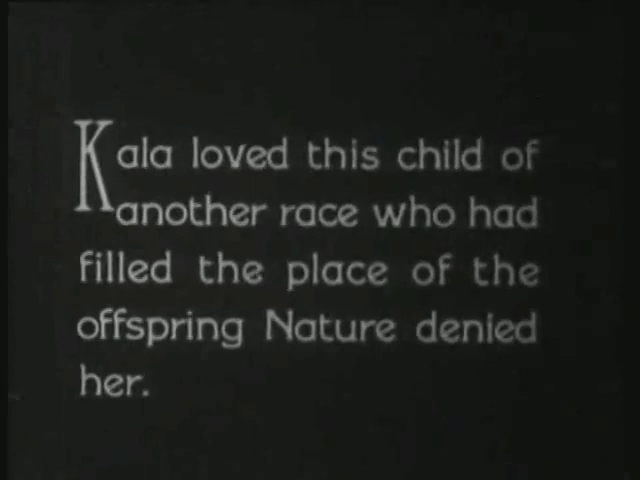 Kala loved this child of
another race who had
filled the place of the
offspring Nature denied
her.